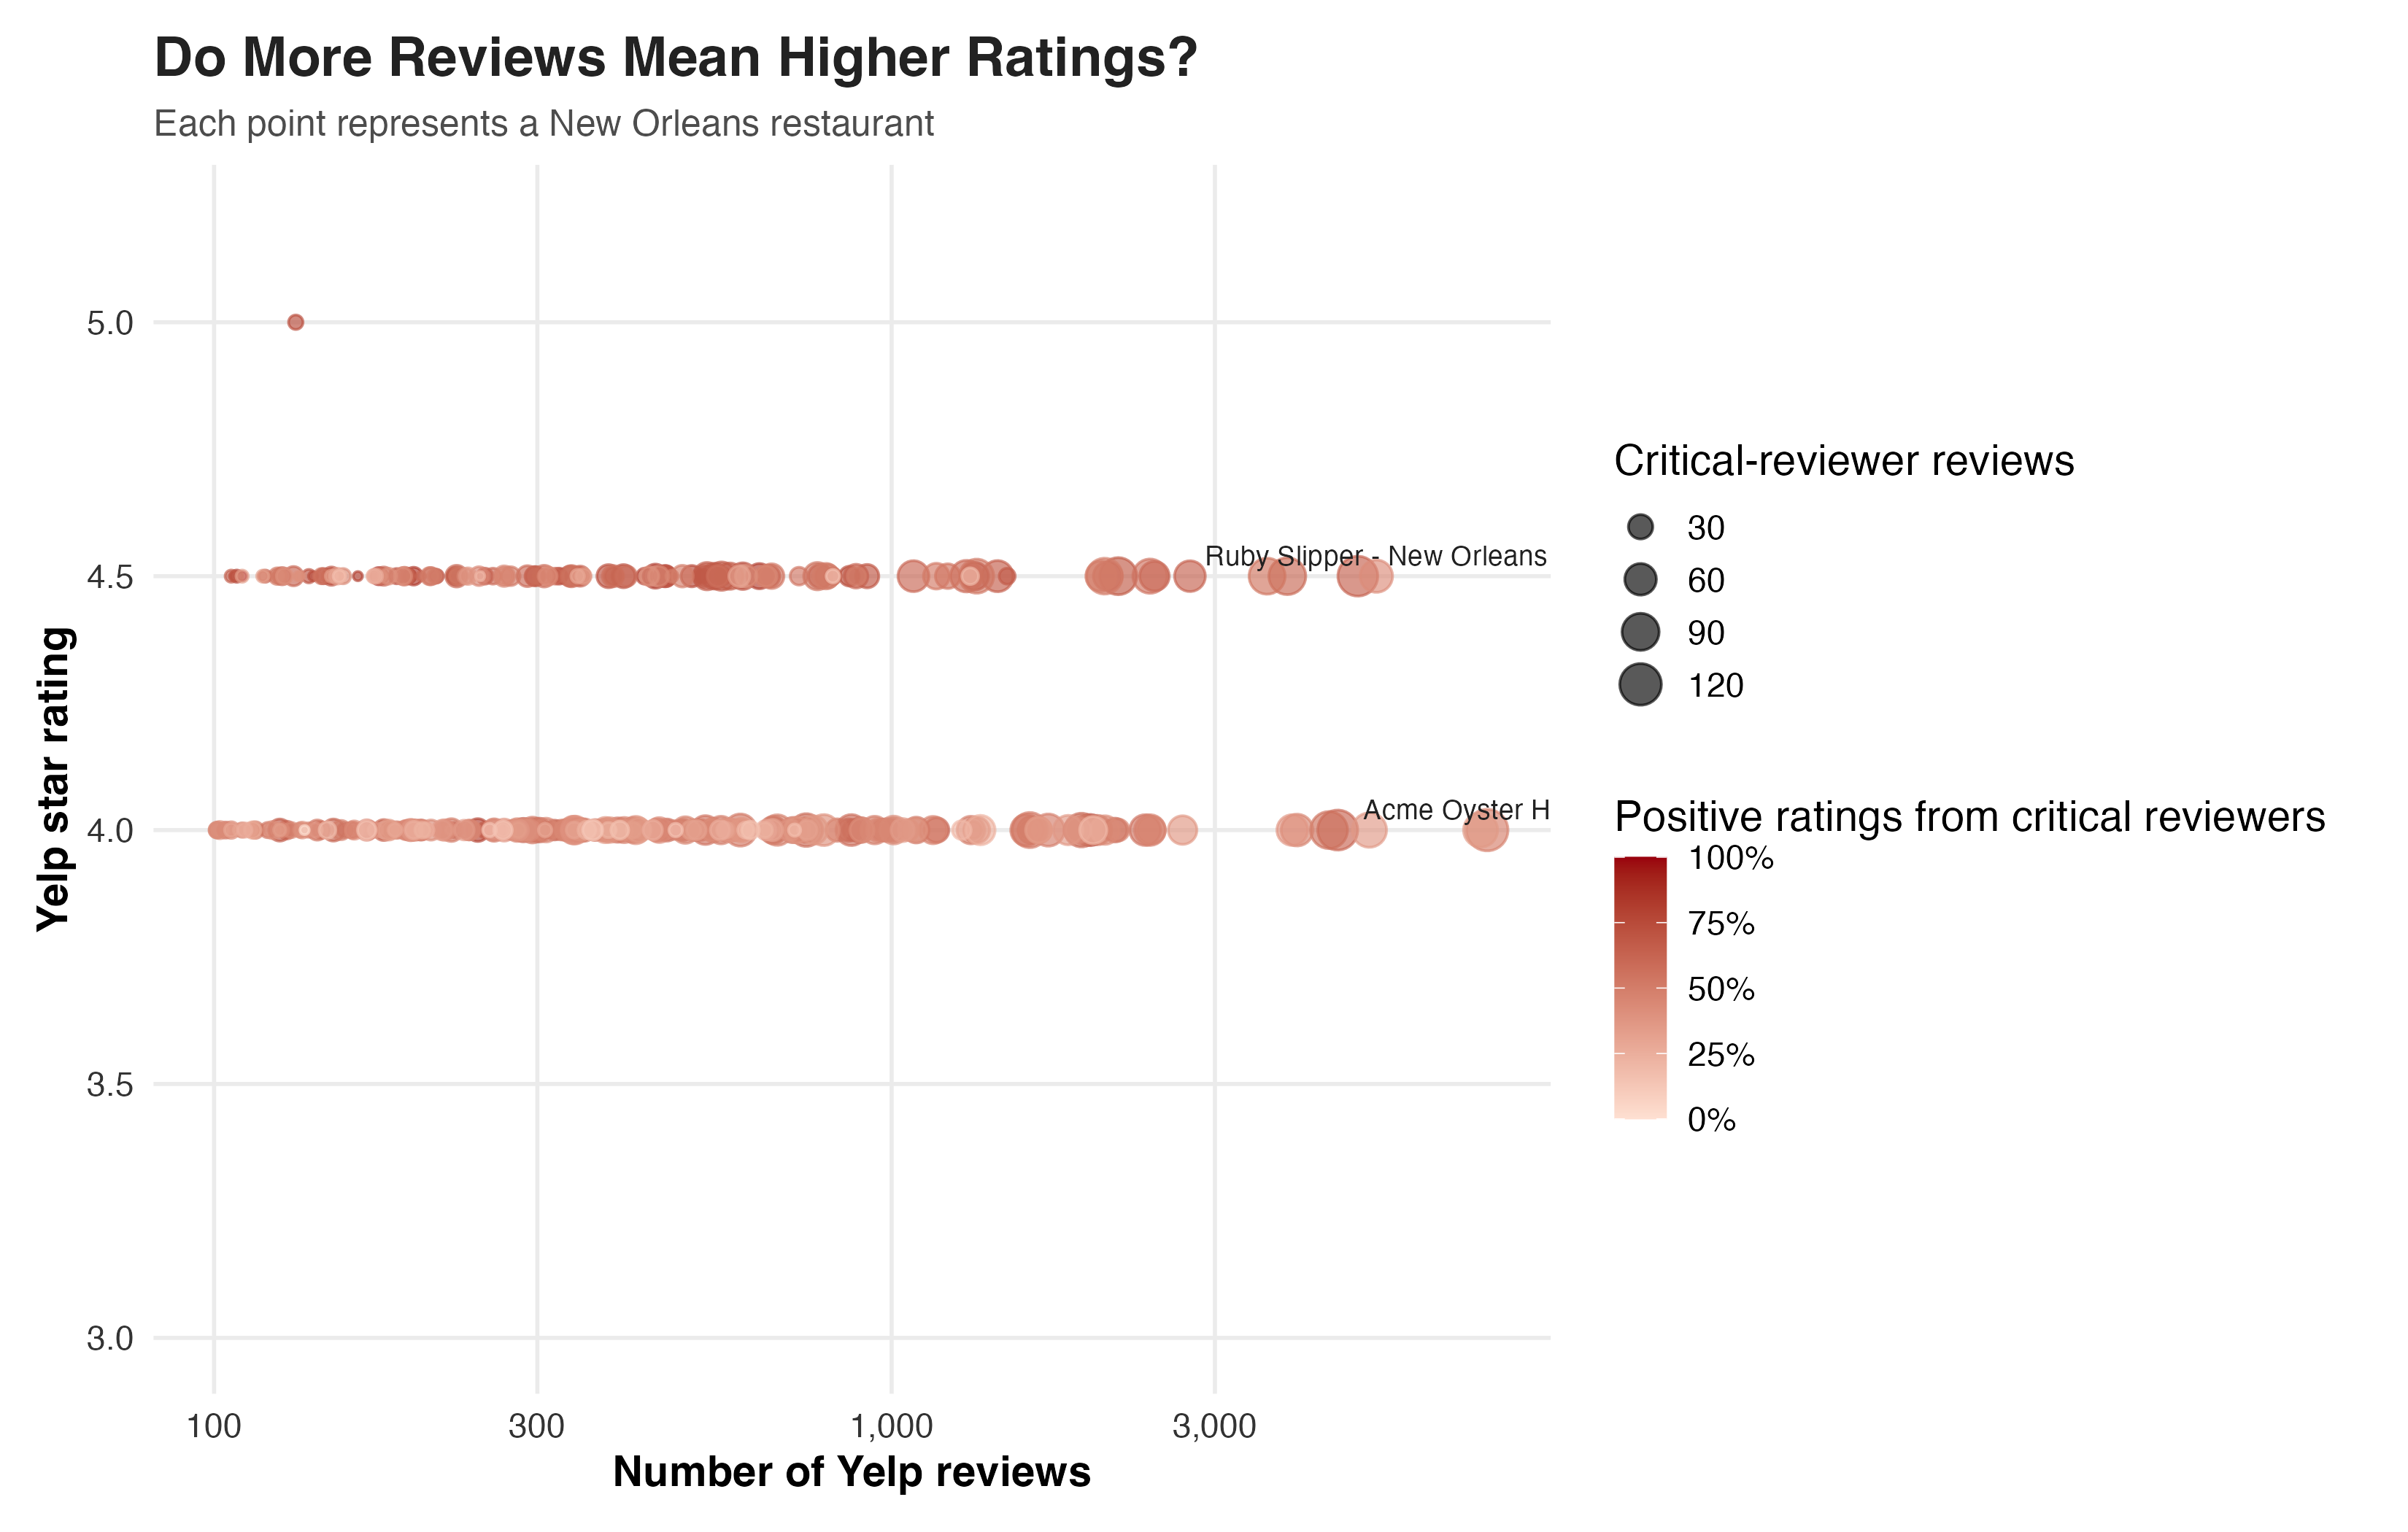 Do More Reviews Mean Higher Ratings?
Each point represents a New Orleans restaurant
Yelp star rating
5.0
4.5
4.0
3.5
3.0
Ruby Slipper - New Orleans
Acme Oyster H
100
300
1,000
3,000
Number of Yelp reviews
Critical-reviewer reviews
30
60
90
120
Positive ratings from critical reviewers
100%
75%
50%
25%
0%